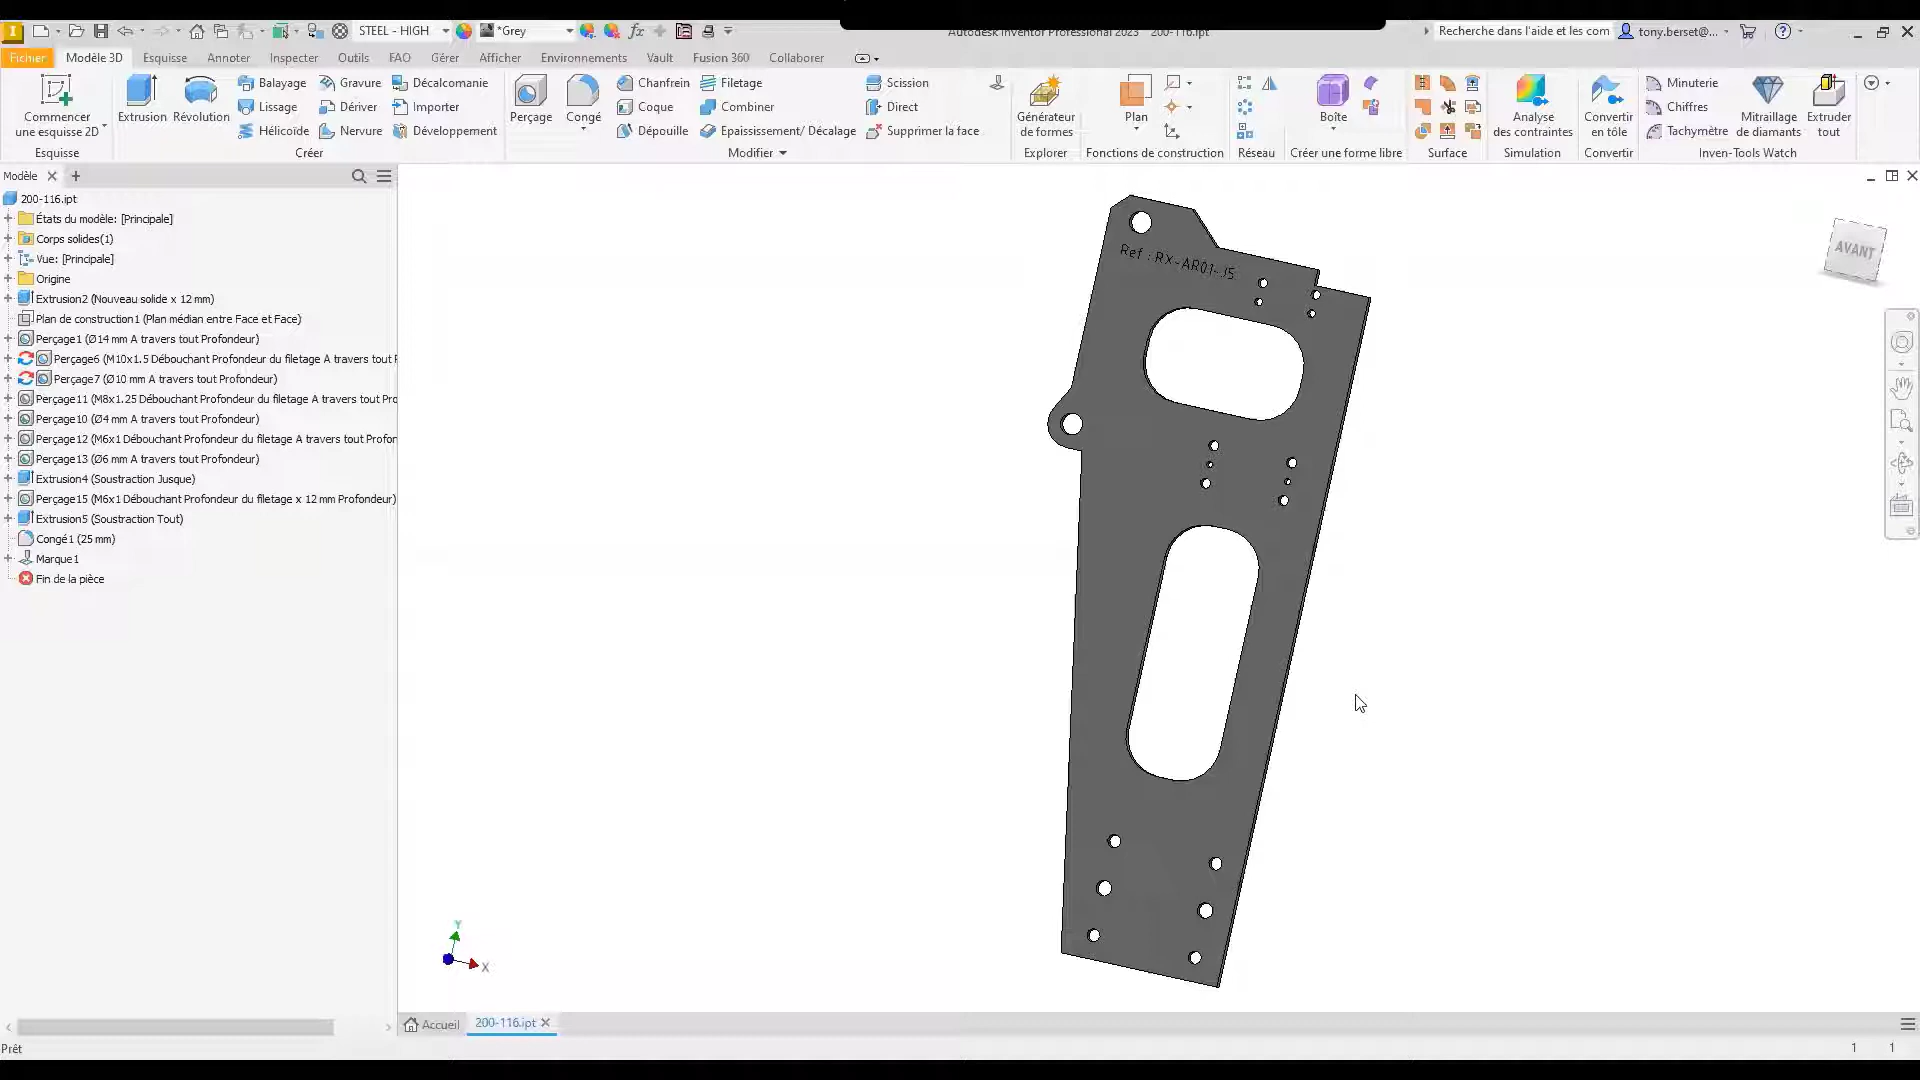 STEEL - HIGH
*Grey
Autodesk Inventor Professional 2023 200-116.ipt
Recherche dans l'aide et les com
tony.berset@...
Fichier
Modèle 3D
Esquisse
Annoter
Inspecter
Outils
FAO
Gérer
Afficher
Environnements
Vault
Fusion 360
Collaborer
Commencer
une esquisse 2D
Esquisse
Extrusion
Révolution
Balayage
Lissage
Hélicoïde
Gravure
Dériver
Nervure
Décalcomanie
Importer
Développement
Créer
Perçage
Congé
Chanfrein
Coque
Dépouille
Filetage
Combiner
Epaississement/ Décalage
Scission
Direct
Supprimer la face
Modifier
Générateur
de formes
Explorer
Plan
Fonctions de construction
Réseau
Boîte
Créer une forme libre
Surface
Analyse
des contraintes
Simulation
Convertir
en tôle
Convertir
Minuterie
Chiffres
Tachymètre
Mitraillage
de diamants
Extruder
tout
Inven-Tools Watch
Modèle
200-116.ipt
États du modèle: [Principale]
Corps solides(1)
Vue: [Principale]
Origine
Extrusion2 (Nouveau solide x 12 mm)
Plan de construction1 (Plan médian entre Face et Face)
Perçage1 (Ø14 mm A travers tout Profondeur)
Perçage6 (M10x1.5 Débouchant Profondeur du filetage A travers tout F
Perçage7 (Ø10 mm A travers tout Profondeur)
Perçage11 (M8x1.25 Débouchant Profondeur du filetage A travers tout Pro
Perçage10 (Ø4 mm A travers tout Profondeur)
Perçage12 (M6x1 Débouchant Profondeur du filetage A travers tout Profon
Perçage13 (Ø6 mm A travers tout Profondeur)
Extrusion4 (Soustraction Jusque)
Perçage15 (M6x1 Débouchant Profondeur du filetage x 12 mm Profondeur)
Extrusion5 (Soustraction Tout)
Congé1 (25 mm)
Marque1
Fin de la pièce
Ref : RX-AR01-J5
AVANT
Y
X
Accueil
200-116.ipt
Prêt
1 1